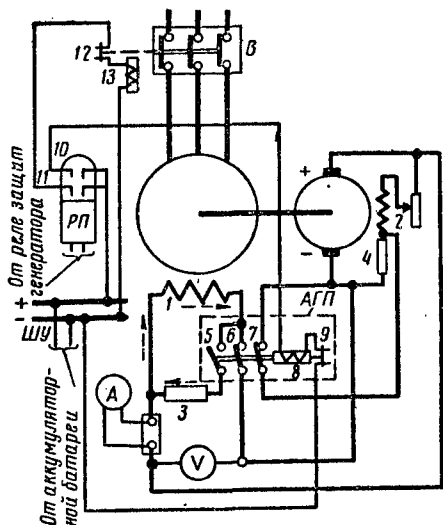 В
12
13
10
11
РП
От реле защит
генератора
+
-
ШУ
От аккумулятор-
ной батареи
+
-
2
4
АГП
1
5
6
7
8
9
3
А
V